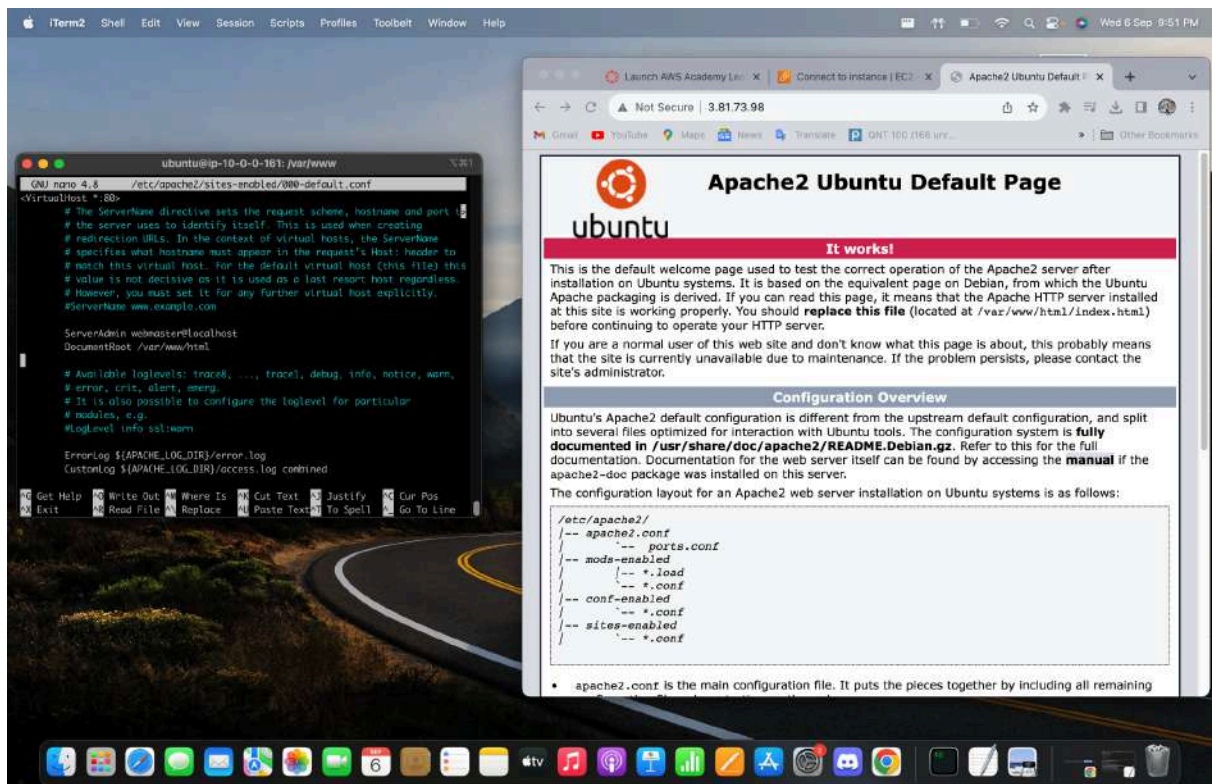 iTerm2 Shell Edit View Session Scripts Profiles Toolbelt Window Help
Wed 6 Sep 9:51 PM
Launch AWS Academy
Connect to instance | EC2
Apache2 Ubuntu Default
Not Secure | 3.81.73.98
Gmail YouTube Maps News Translate QNT 100 Other Bookmarks
ubuntu@ip-10-0-0-161: /var/www
GNU nano 4.8 /etc/apache2/sites-enabled/000-default.conf
<VirtualHost *:80>
# The ServerName directive sets the request scheme, hostname and port
# the server uses to identify itself. This is used when creating
# redirection URLs. In the context of virtual hosts, the ServerName
# specifies what hostname must appear in the request's Host: header to
# match this virtual host. For the default virtual host (this file) this
# value is not decisive as it is used as a last resort host regardless.
# However, you must set it for any further virtual host explicitly.
#ServerName www.example.com
ServerAdmin webmaster@localhost
DocumentRoot /var/www/html
# Available loglevels: trace8, ..., trace1, debug, info, notice, warn,
# error, crit, alert, emerg.
# It is also possible to configure the loglevel for particular
# modules, e.g.
#LogLevel info ssl:warn
ErrorLog ${APACHE_LOG_DIR}/error.log
CustomLog ${APACHE_LOG_DIR}/access.log combined
^G Get Help ^O Write Out ^W Where Is ^K Cut Text ^J Justify ^C Cur Pos
^X Exit ^R Read File ^\ Replace ^U Paste Text ^T To Spell ^_ Go To Line
Apache2 Ubuntu Default Page
ubuntu
It works!
This is the default welcome page used to test the correct operation of the Apache2 server after
installation on Ubuntu systems. It is based on the equivalent page on Debian, from which the Ubuntu
Apache packaging is derived. If you can read this page, it means that the Apache HTTP server installed
at this site is working properly. You should replace this file (located at /var/www/html/index.html)
before continuing to operate your HTTP server.
If you are a normal user of this web site and don't know what this page is about, this probably means
that the site is currently unavailable due to maintenance. If the problem persists, please contact the
site's administrator.
Configuration Overview
Ubuntu's Apache2 default configuration is different from the upstream default configuration, and split
into several files optimized for interaction with Ubuntu tools. The configuration system is fully
documented in /usr/share/doc/apache2/README.Debian.gz. Refer to this for the full
documentation. Documentation for the web server itself can be found by accessing the manual if the
apache2-doc package was installed on this server.
The configuration layout for an Apache2 web server installation on Ubuntu systems is as follows:
/etc/apache2/
|-- apache2.conf
| `-- ports.conf
|-- mods-enabled
| |-- *.load
| `-- *.conf
|-- conf-enabled
| `-- *.conf
|-- sites-enabled
| `-- *.conf
• apache2.conf is the main configuration file. It puts the pieces together by including all remaining
SEP
6
tv